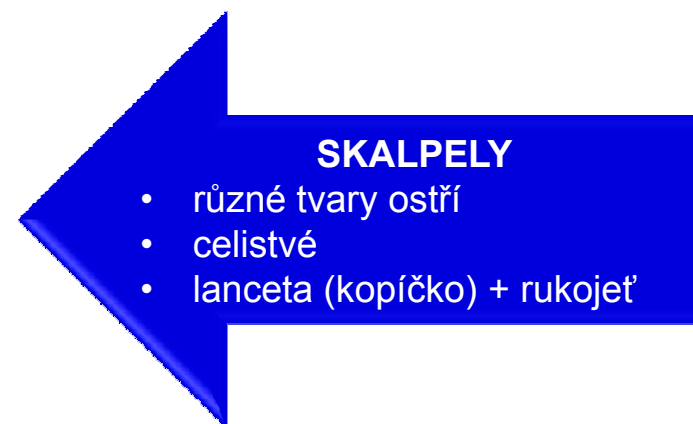 SKALPELY
• různé tvary ostří
• celistvé
• lanceta (kopíčko) + rukojeť